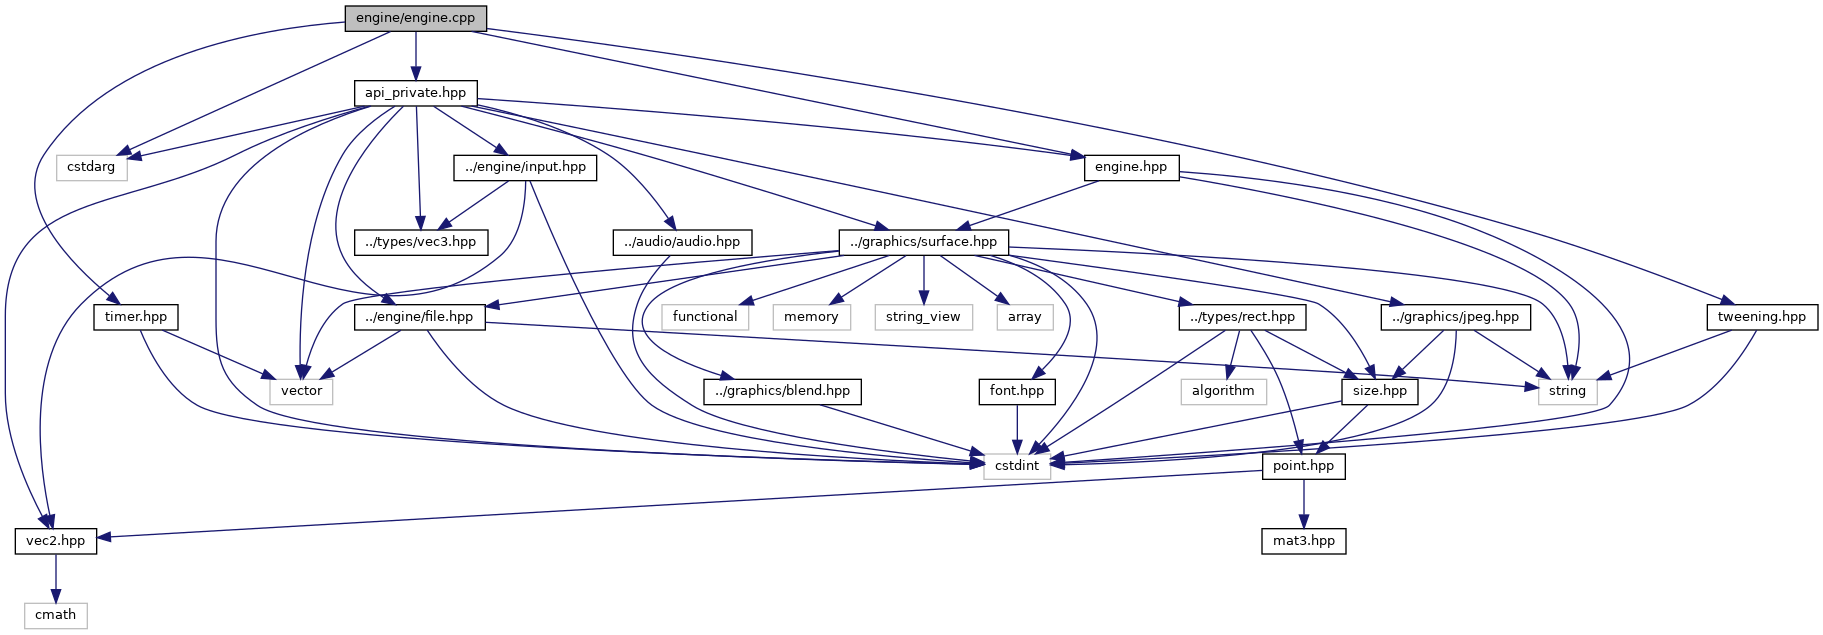 engine/engine.cpp
api_private.hpp
cstdarg
../engine/input.hpp
engine.hpp
../types/vec3.hpp
../audio/audio.hpp
../graphics/surface.hpp
timer.hpp
../engine/file.hpp
functional
memory
string_view
array
../types/rect.hpp
../graphics/jpeg.hpp
tweening.hpp
vector
../graphics/blend.hpp
font.hpp
algorithm
size.hpp
string
cstdint
point.hpp
vec2.hpp
mat3.hpp
cmath